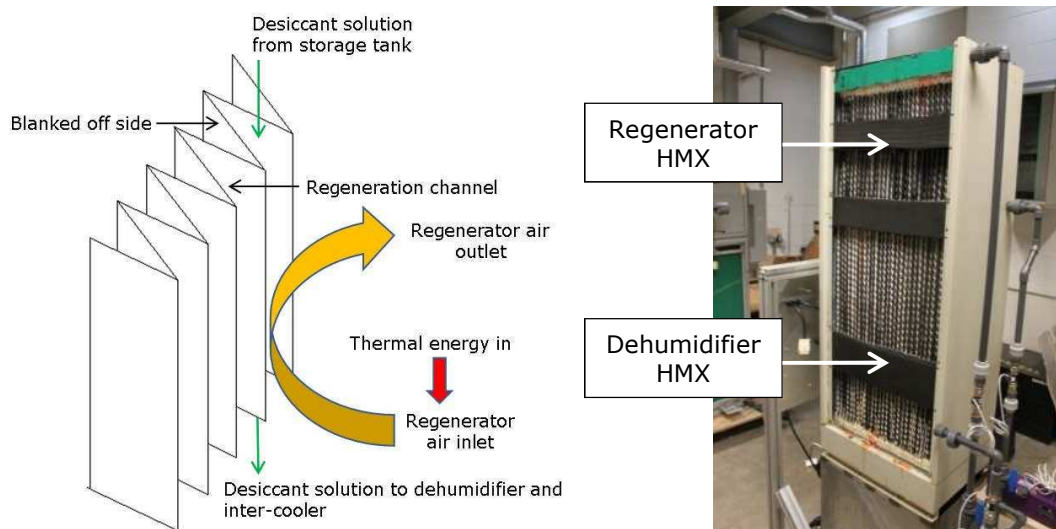 Desiccant solution
from storage tank
Blanked off side
Regeneration channel
Regenerator air
outlet
Thermal energy in
Regenerator
air inlet
Desiccant solution to dehumidifier and
inter-cooler
Regenerator
HMX
Dehumidifier
HMX